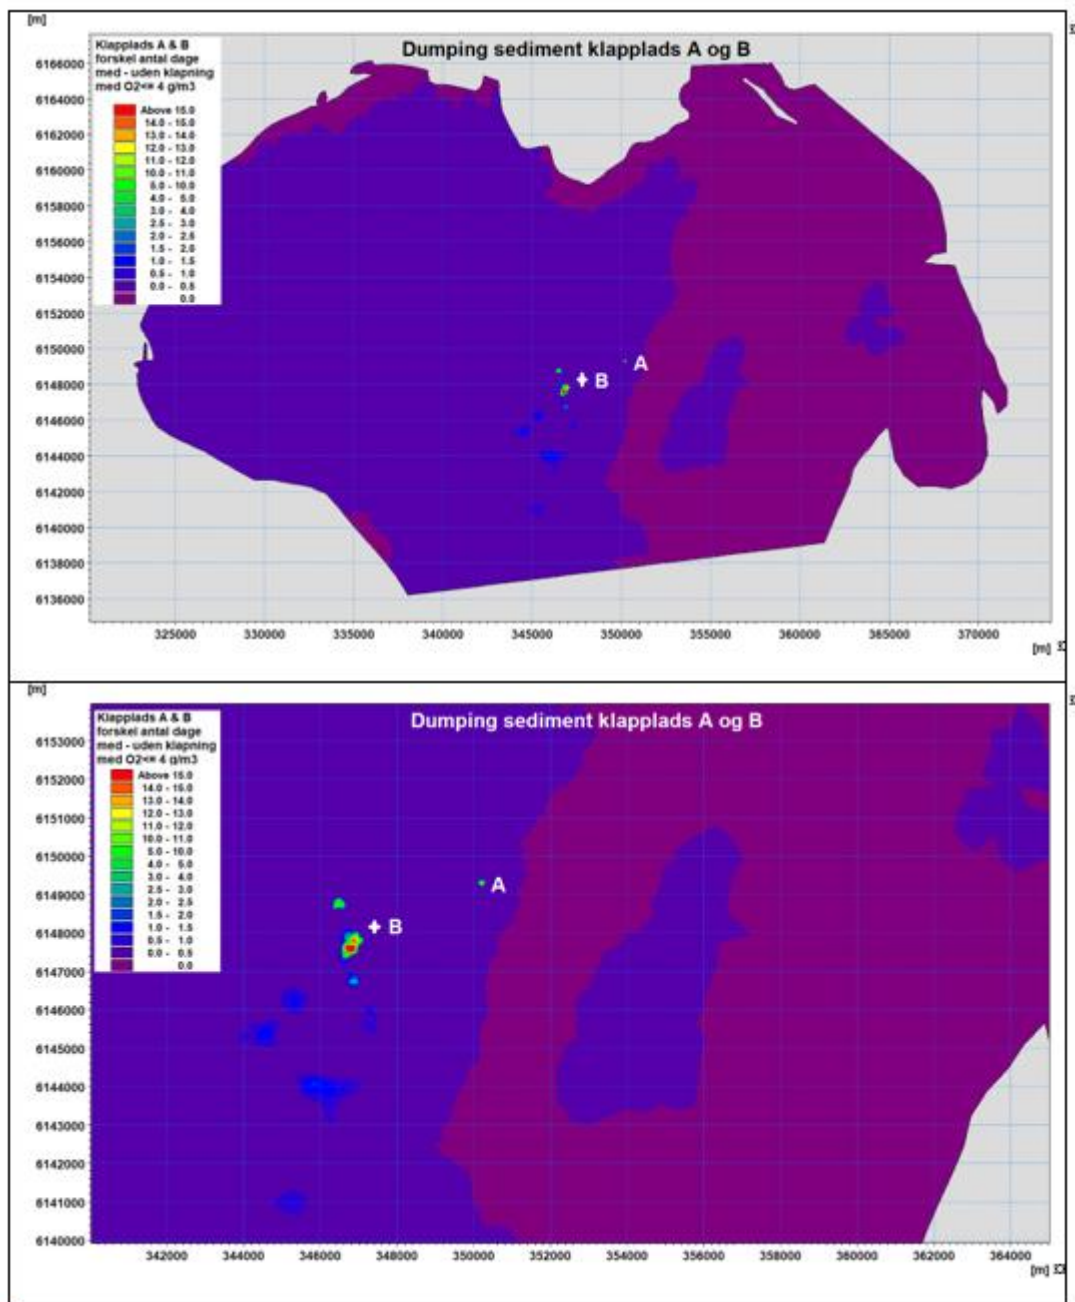 [m]
Klapplads A & B
forskel antal dage
med - uden klapning
med O2<= 4 g/m3
Above 15.0
14.0 - 15.0
13.0 - 14.0
12.0 - 13.0
11.0 - 12.0
10.0 - 11.0
5.0 - 10.0
4.0 - 5.0
3.0 - 4.0
2.5 - 3.0
2.0 - 2.5
1.5 - 2.0
1.0 - 1.5
0.5 - 1.0
0.0 - 0.5
0.0
Dumping sediment klapplads A og B
6166000
6164000
6162000
6160000
6158000
6156000
6154000
6152000
6150000
6148000
6146000
6144000
6142000
6140000
6138000
6136000
A
B
325000 330000 335000 340000 345000 350000 355000 360000 365000 370000
[m]
[m]
Klapplads A & B
forskel antal dage
med - uden klapning
med O2<= 4 g/m3
Above 15.0
14.0 - 15.0
13.0 - 14.0
12.0 - 13.0
11.0 - 12.0
10.0 - 11.0
5.0 - 10.0
4.0 - 5.0
3.0 - 4.0
2.5 - 3.0
2.0 - 2.5
1.5 - 2.0
1.0 - 1.5
0.5 - 1.0
0.0 - 0.5
0.0
Dumping sediment klapplads A og B
6153000
6152000
6151000
6150000
6149000
6148000
6147000
6146000
6145000
6144000
6143000
6142000
6141000
6140000
A
B
342000 344000 346000 348000 350000 352000 354000 356000 358000 360000 362000 364000
[m]